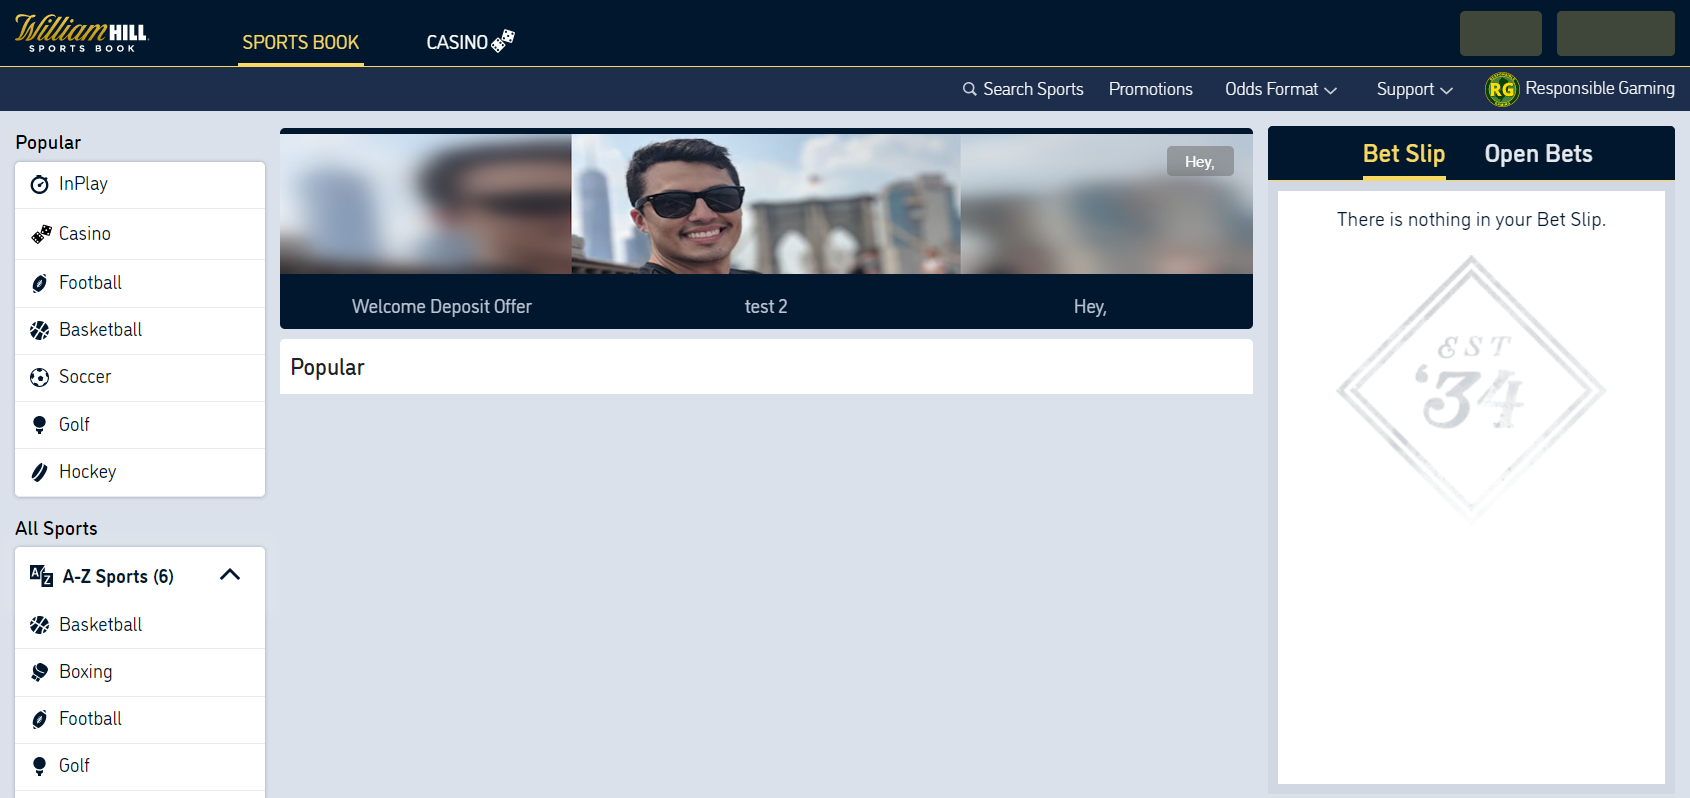 William HILL
SPORTS BOOK
SPORTS BOOK
CASINO
Search Sports
Promotions
Odds Format
Support
RG
Responsible Gaming
Popular
InPlay
Casino
Football
Basketball
Soccer
Golf
Hockey
All Sports
A-Z Sports (6)
Basketball
Boxing
Football
Golf
Hey,
Welcome Deposit Offer
test 2
Hey,
Popular
Bet Slip
Open Bets
There is nothing in your Bet Slip.
EST
‘34